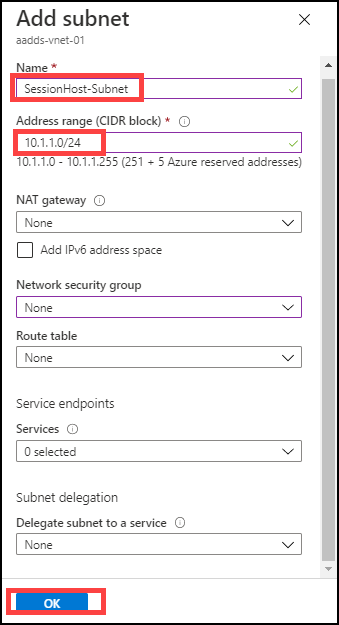 Add subnet
aadds-vnet-01
Name *
SessionHost-Subnet
Address range (CIDR block) *
10.1.1.0/24
10.1.1.0 - 10.1.1.255 (251 + 5 Azure reserved addresses)
NAT gateway
None
Add IPv6 address space
Network security group
None
Route table
None
Service endpoints
Services
0 selected
Subnet delegation
Delegate subnet to a service
None
OK